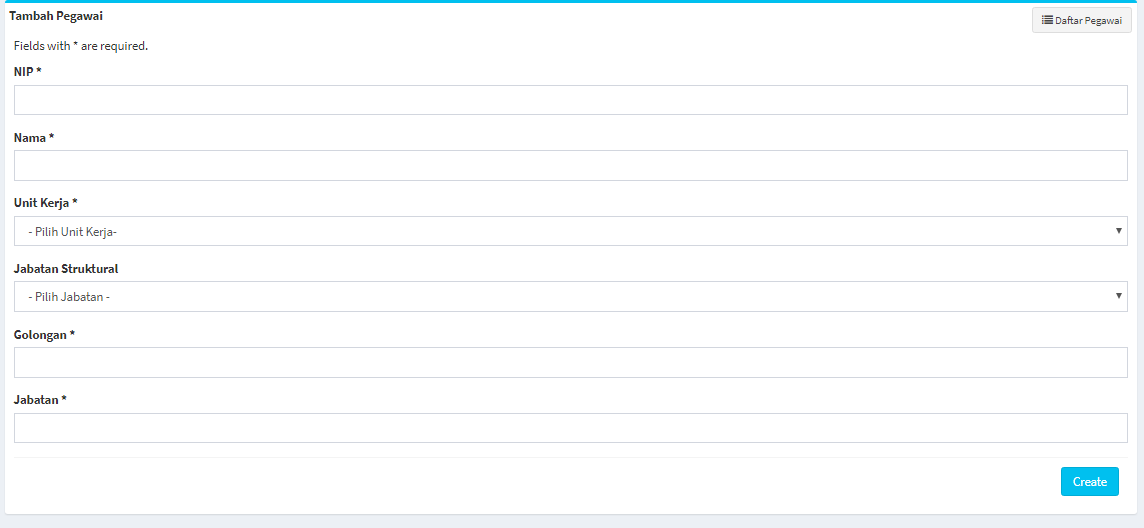 Tambah Pegawai
Daftar Pegawai
Fields with * are required.
NIP *
Nama *
Unit Kerja *
- Pilih Unit Kerja-
Jabatan Struktural
- Pilih Jabatan -
Golongan *
Jabatan *
Create